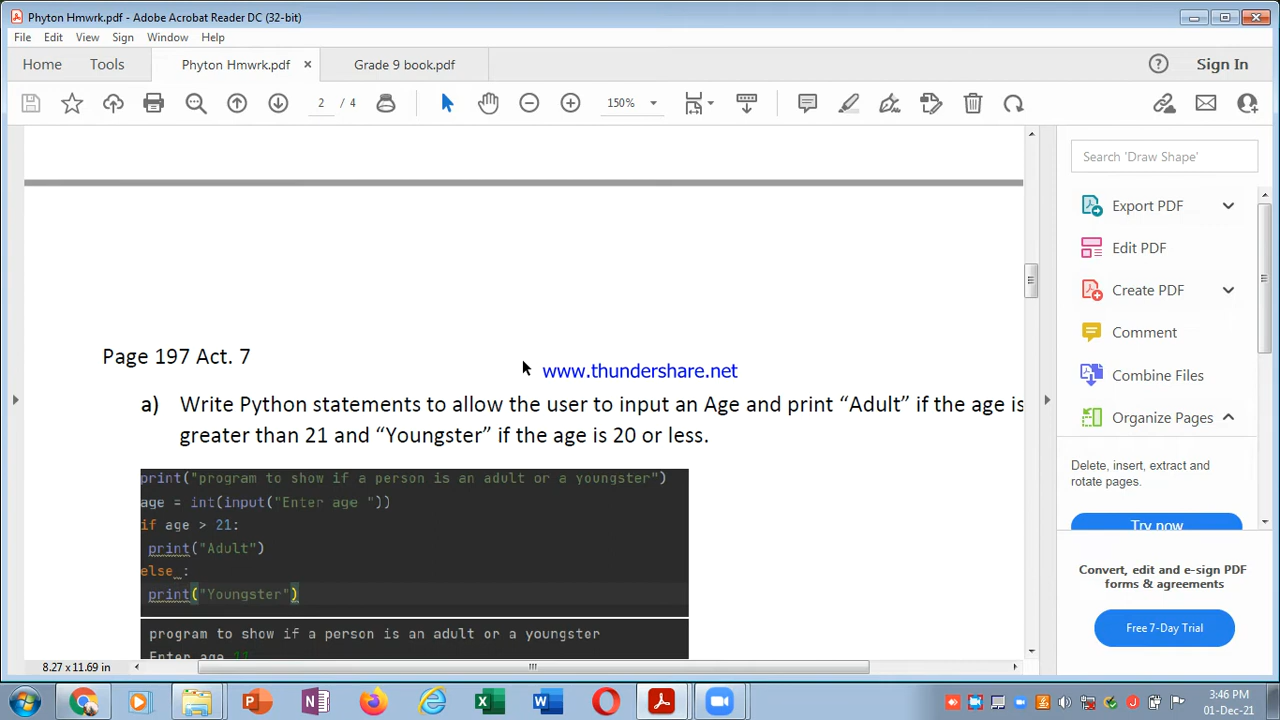 Phyton Hmwrk.pdf - Adobe Acrobat Reader DC (32-bit)
File Edit View Sign Window Help
Home Tools Phyton Hmwrk.pdf × Grade 9 book.pdf Sign In
2 / 4 150%
Search 'Draw Shape'
Export PDF
Edit PDF
Create PDF
Comment
Combine Files
Organize Pages
Delete, insert, extract and
rotate pages.
Try now
Convert, edit and e-sign PDF
forms & agreements
Free 7-Day Trial
Page 197 Act. 7
www.thundershare.net
a) Write Python statements to allow the user to input an Age and print “Adult” if the age is
greater than 21 and “Youngster” if the age is 20 or less.
print("program to show if a person is an adult or a youngster")
age = int(input("Enter age "))
if age > 21:
print("Adult")
else :
print("Youngster")
program to show if a person is an adult or a youngster
Enter age
8.27 x 11.69 in
3:46 PM
01-Dec-21